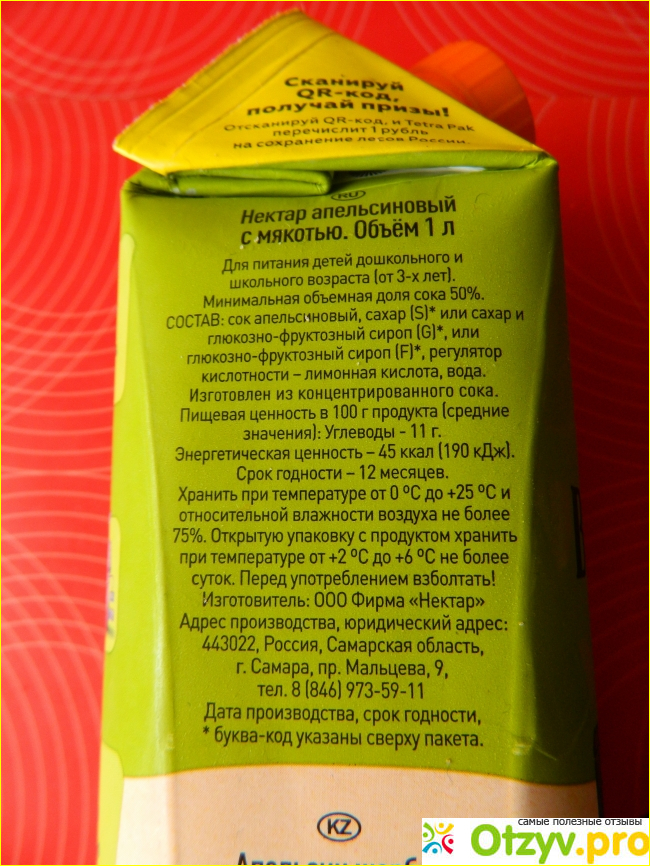 Сканируй
QR-код,
получай призы!
Отсканируй QR-код, и Tetra Pak
перечислит 1 рубль
на сохранение лесов России.
RU
Нектар апельсиновый
с мякотью. Объём 1 л
Для питания детей дошкольного и
школьного возраста (от 3-х лет).
Минимальная объемная доля сока 50%.
СОСТАВ: сок апельсиновый, сахар (S)* или сахар и
глюкозно-фруктозный сироп (G)*, или
глюкозно-фруктозный сироп (F)*, регулятор
кислотности – лимонная кислота, вода.
Изготовлен из концентрированного сока.
Пищевая ценность в 100 г продукта (средние
значения): Углеводы - 11 г.
Энергетическая ценность – 45 ккал (190 кДж).
Срок годности – 12 месяцев.
Хранить при температуре от 0 ºС до +25 ºС и
относительной влажности воздуха не более
75%. Открытую упаковку с продуктом хранить
при температуре от +2 ºС до +6 ºС не более
суток. Перед употреблением взболтать!
Изготовитель: ООО Фирма «Нектар»
Адрес производства, юридический адрес:
443022, Россия, Самарская область,
г. Самара, пр. Мальцева, 9,
тел. 8 (846) 973-59-11
Дата производства, срок годности,
* буква-код указаны сверху пакета.
KZ
самые полезные отзывы
Otzyv.pro